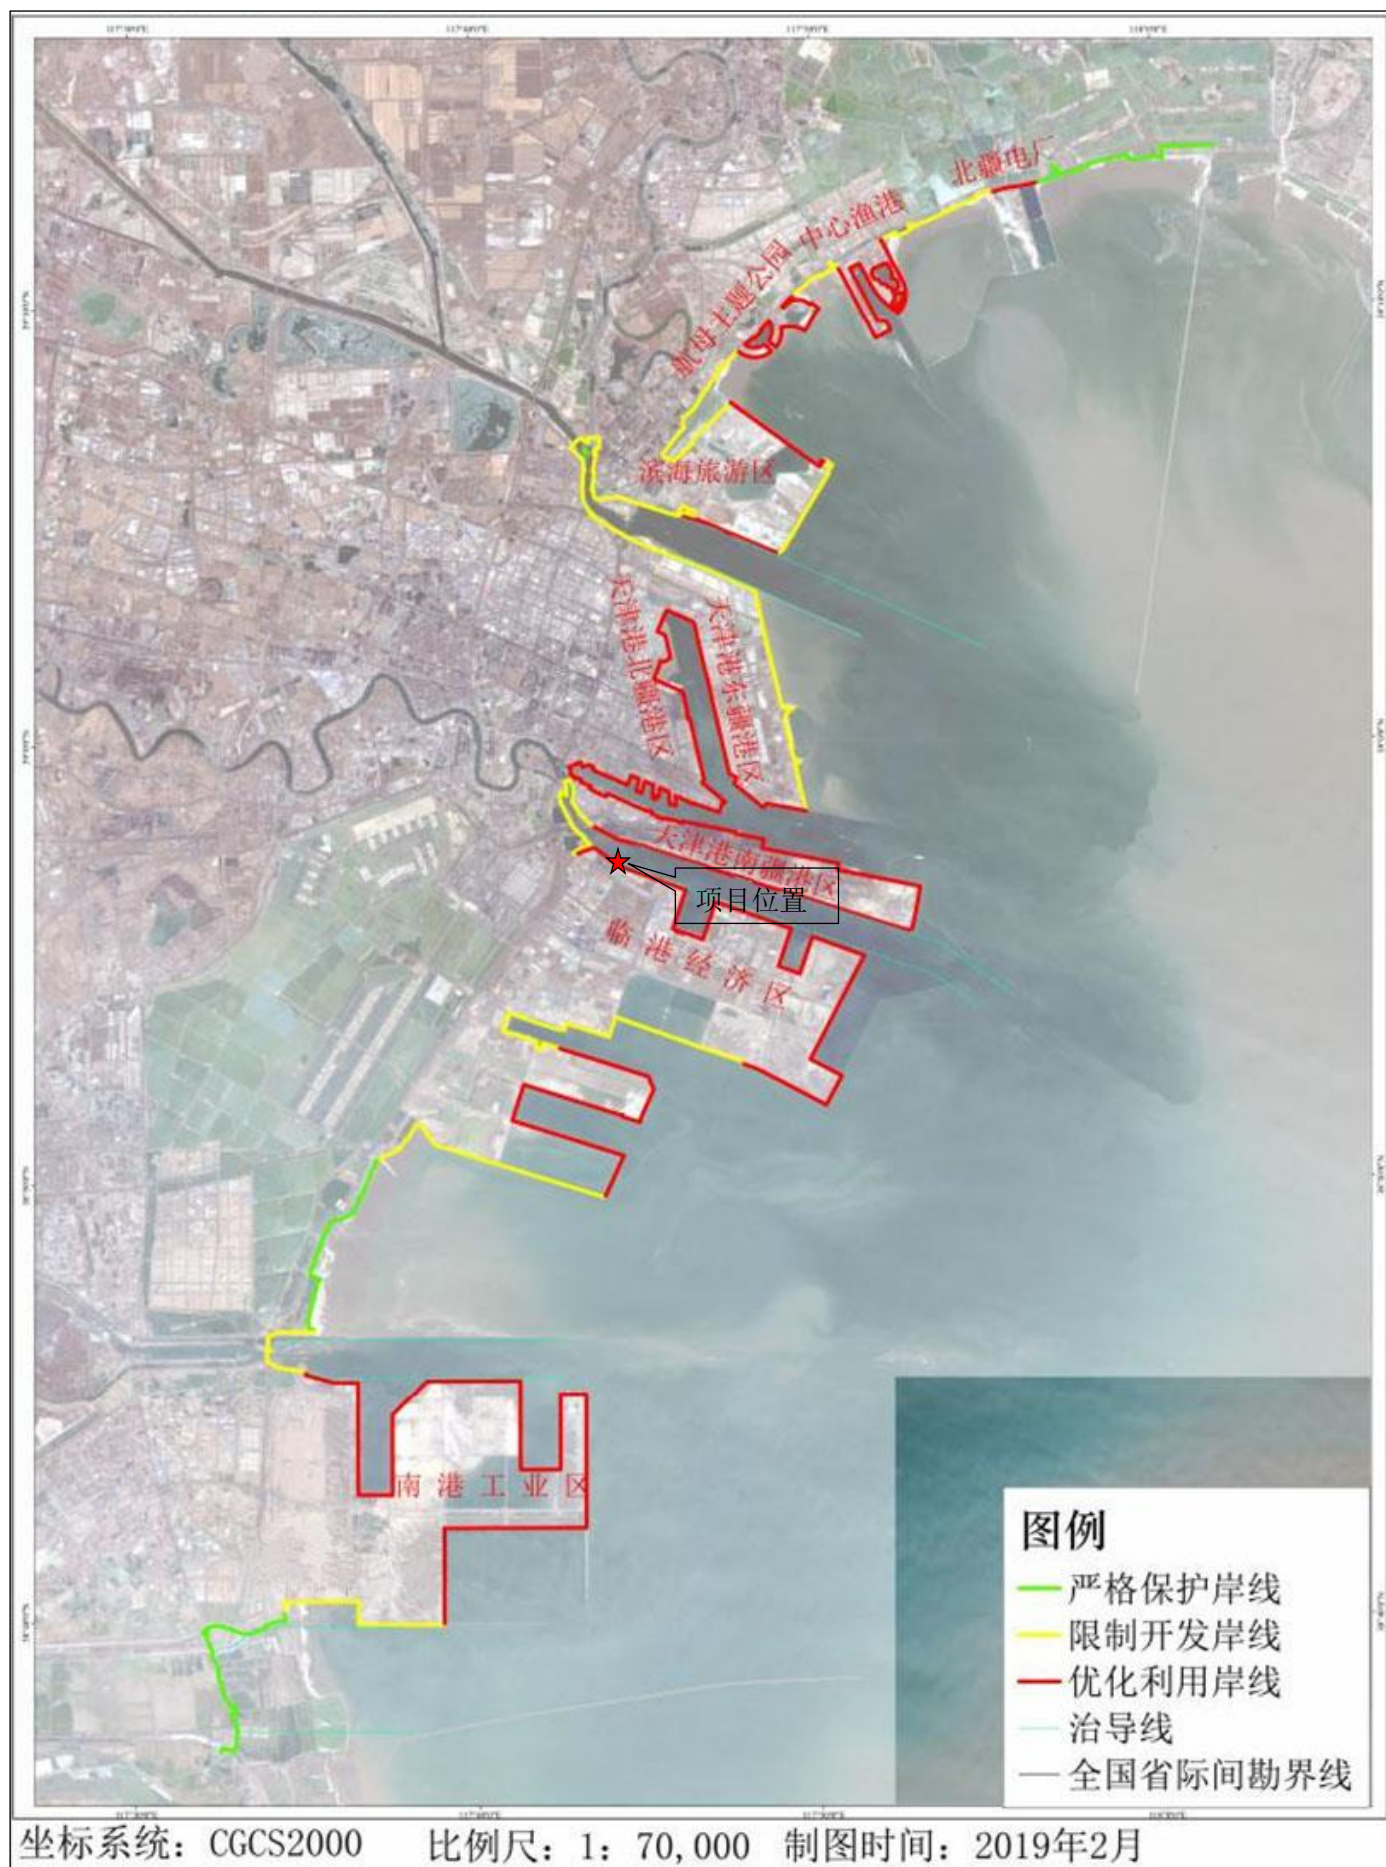 北疆电厂
中心渔港
航母主题公园
滨海旅游区
天津港北疆港区
天津港东疆港区
天津港南疆港区
项目位置
临港经济区
南港工业区
图例
严格保护岸线
限制开发岸线
优化利用岸线
治导线
全国省际间勘界线
坐标系统：CGCS2000 比例尺：1：70,000 制图时间：2019年2月